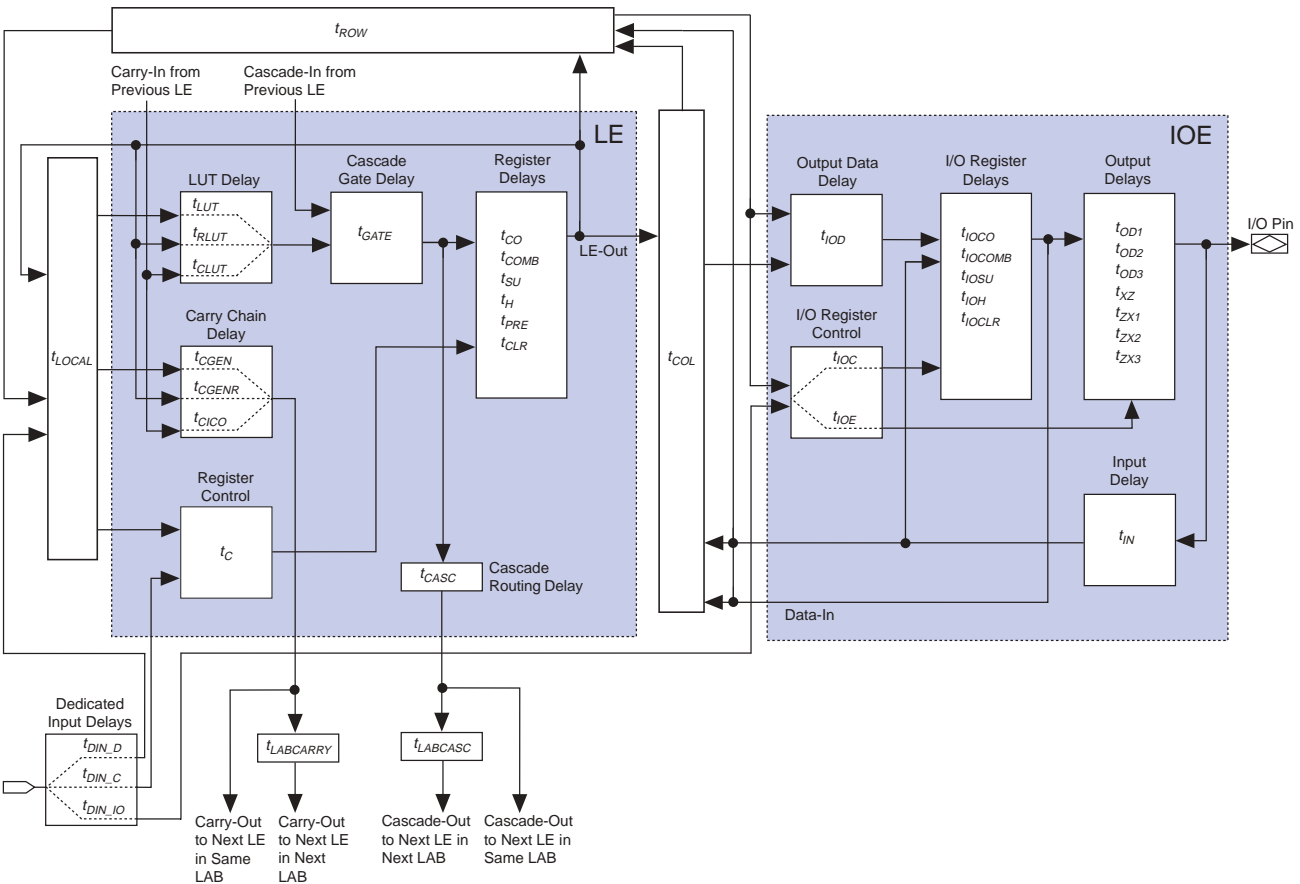 tROW
Carry-In from
Previous LE
Cascade-In from
Previous LE
LE
IOE
LUT Delay
tLUT
tRLUT
tCLUT
Cascade
Gate Delay
tGATE
Register
Delays
tCO
tCOMB
tSU
tH
tPRE
tCLR
LE-Out
tLOCAL
Carry Chain
Delay
tCGEN
tCGENR
tCICO
Register
Control
tC
tCASC
Cascade
Routing Delay
tCOL
Output Data
Delay
tIOD
I/O Register
Control
tIOC
tIOE
I/O Register
Delays
tIOCO
tIOCOMB
tIOSU
tIOH
tIOCLR
Output
Delays
tOD1
tOD2
tOD3
tXZ
tZX1
tZX2
tZX3
I/O Pin
Input
Delay
tIN
Data-In
Dedicated
Input Delays
tDIN_D
tDIN_C
tDIN_IO
tLABCARRY
tLABCASC
Carry-Out
to Next LE
in Same
LAB
Carry-Out
to Next LE
in Next
LAB
Cascade-Out
to Next LE in
Next LAB
Cascade-Out
to Next LE in
Same LAB